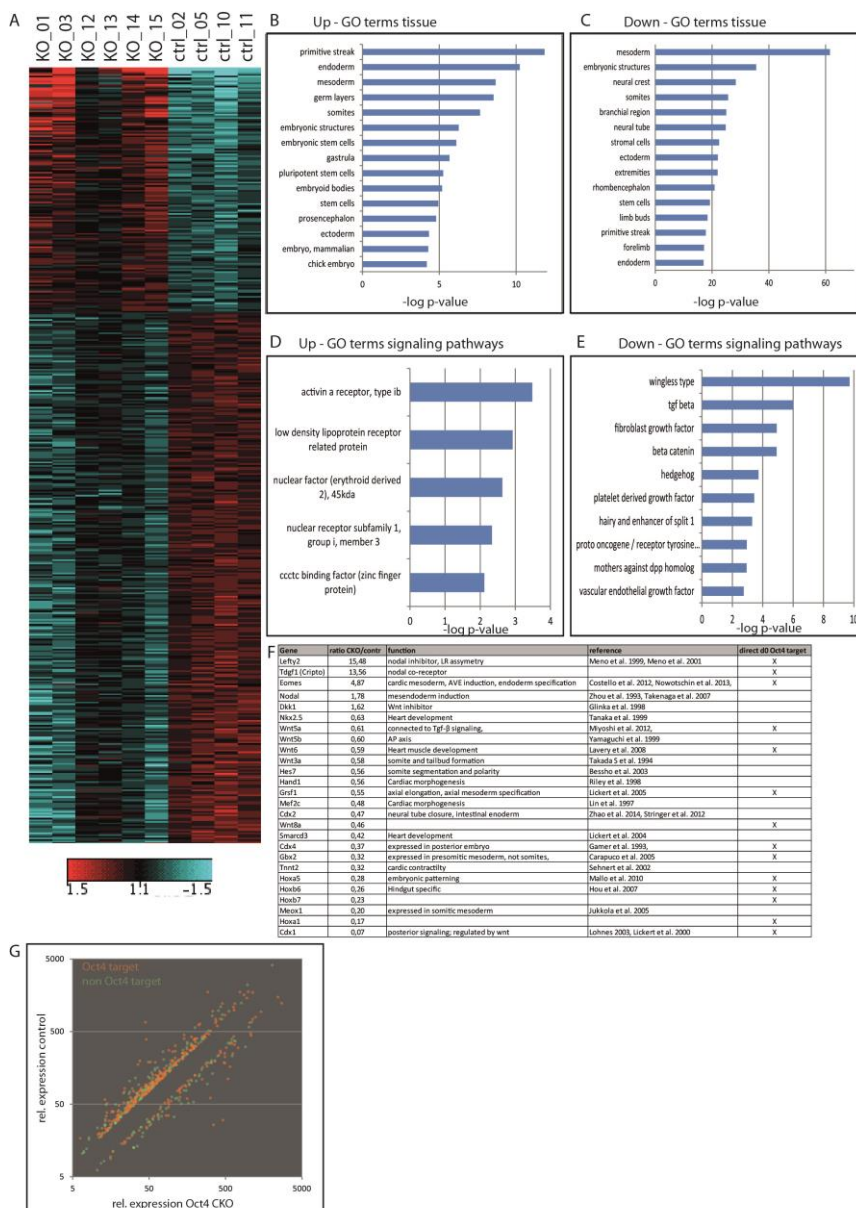 A
KO_01 KO_03 KO_12 KO_13 KO_14 KO_15 ctrl_02 ctrl_05 ctrl_10 ctrl_11
1.5 1:1 -1.5
B Up - GO terms tissue
primitive streak
endoderm
mesoderm
germ layers
somites
embryonic structures
embryonic stem cells
gastrula
pluripotent stem cells
embryoid bodies
stem cells
prosencephalon
ectoderm
embryo, mammalian
chick embryo
0 5 10
-log p-value
C Down - GO terms tissue
mesoderm
embryonic structures
neural crest
somites
branchial region
neural tube
stromal cells
ectoderm
extremities
rhombencephalon
stem cells
limb buds
primitive streak
forelimb
endoderm
0 20 40 60
-log p-value
D Up - GO terms signaling pathways
activin a receptor, type ib
low density lipoprotein receptor
related protein
nuclear factor (erythroid derived
2), 45kda
nuclear receptor subfamily 1,
group i, member 3
ccctc binding factor (zinc finger
protein)
0 1 2 3 4
-log p-value
E Down - GO terms signaling pathways
wingless type
tgf beta
fibroblast growth factor
beta catenin
hedgehog
platelet derived growth factor
hairy and enhancer of split 1
proto oncogene / receptor tyrosine...
mothers against dpp homolog
vascular endothelial growth factor
0 2 4 6 8 10
-log p-value
F
Gene ratio CKO/contr function reference direct d0 Oct4 target
Lefty2 15,48 nodal inhibitor, LR assymetry Meno et al. 1999, Meno et al. 2001 X
Tdgf1 (Cripto) 13,56 nodal co-receptor X
Eomes 4,87 cardic mesoderm, AVE induction, endoderm specification Costello et al. 2012, Nowotschin et al. 2013, X
Nodal 1,78 mesendoderm induction Zhou et al. 1993, Takenaga et al. 2007
Dkk1 1,62 Wnt inhibitor Glinka et al. 1998
Nkx2.5 0,63 Heart development Tanaka et al. 1999
Wnt5a 0,61 connected to Tgf-β signaling, Miyoshi et al. 2012, X
Wnt5b 0,60 AP axis Yamaguchi et al. 1999
Wnt6 0,59 Heart muscle development Lavery et al. 2008 X
Wnt3a 0,58 somite and tailbud formation Takada S et al. 1994
Hes7 0,56 somite segmentation and polarity Bessho et al. 2003
Hand1 0,56 Cardiac morphogenesis Riley et al. 1998
Grsf1 0,55 axial elongation, axial mesoderm specification Lickert et al. 2005 X
Mef2c 0,48 Cardiac morphogenesis Lin et al. 1997
Cdx2 0,47 neural tube closure, intestinal enoderm Zhao et al. 2014, Stringer et al. 2012
Wnt8a 0,46 X
Smarcd3 0,42 Heart development Lickert et al. 2004
Cdx4 0,37 expressed in posterior embryo Gamer et al. 1993, X
Gbx2 0,32 expressed in presomitic mesoderm, not somites, Carapuco et al. 2005 X
Tnnt2 0,32 cardic contractilty Sehnert et al. 2002
Hoxa5 0,28 embryonic patterning Mallo et al. 2010 X
Hoxb6 0,26 Hindgut specific Hou et al. 2007 X
Hoxb7 0,23 X
Meox1 0,20 expressed in somitic mesoderm Jukkola et al. 2005
Hoxa1 0,17 X
Cdx1 0,07 posterior signaling; regulated by wnt Lohnes 2003, Lickert et al. 2000 X
G
Oct4 target
non Oct4 target
rel. expression control
5000
500
50
5
5 50 500 5000
rel. expression Oct4 CKO